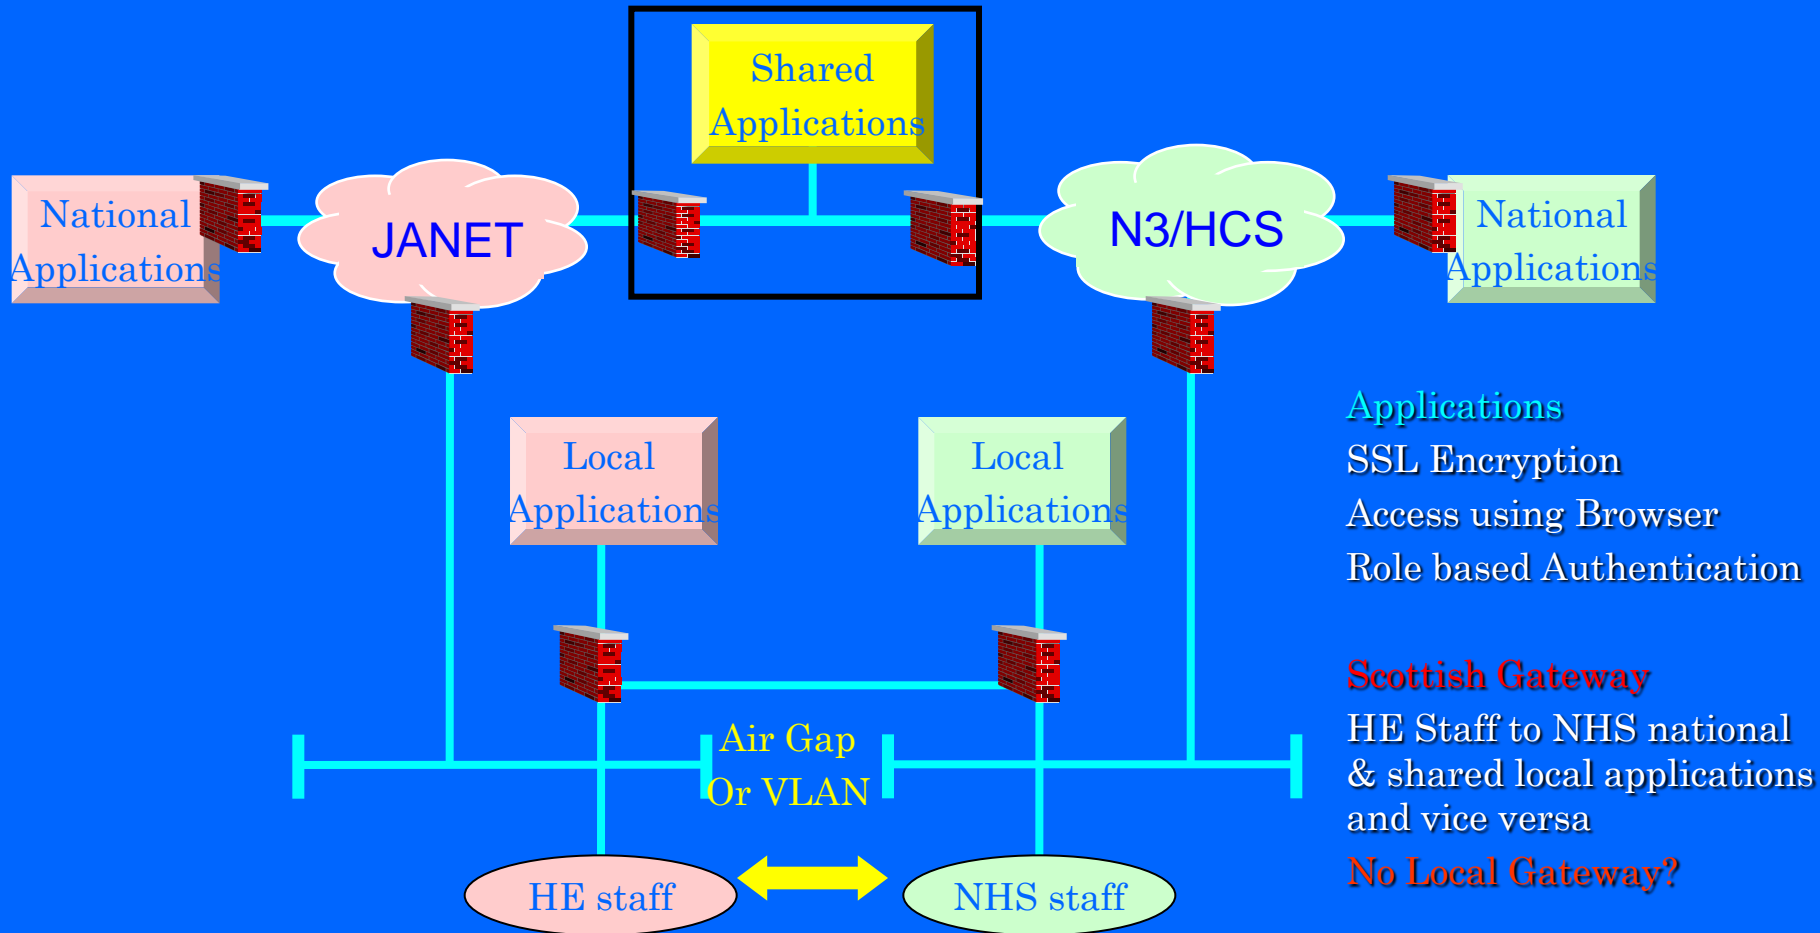 Shared
Applications
National
Applications
JANET
N3/HCS
National
Applications
Local
Applications
Local
Applications
Applications
SSL Encryption
Access using Browser
Role based Authentication
Scottish Gateway
HE Staff to NHS national
& shared local applications
and vice versa
No Local Gateway?
Air Gap
Or VLAN
HE staff
NHS staff